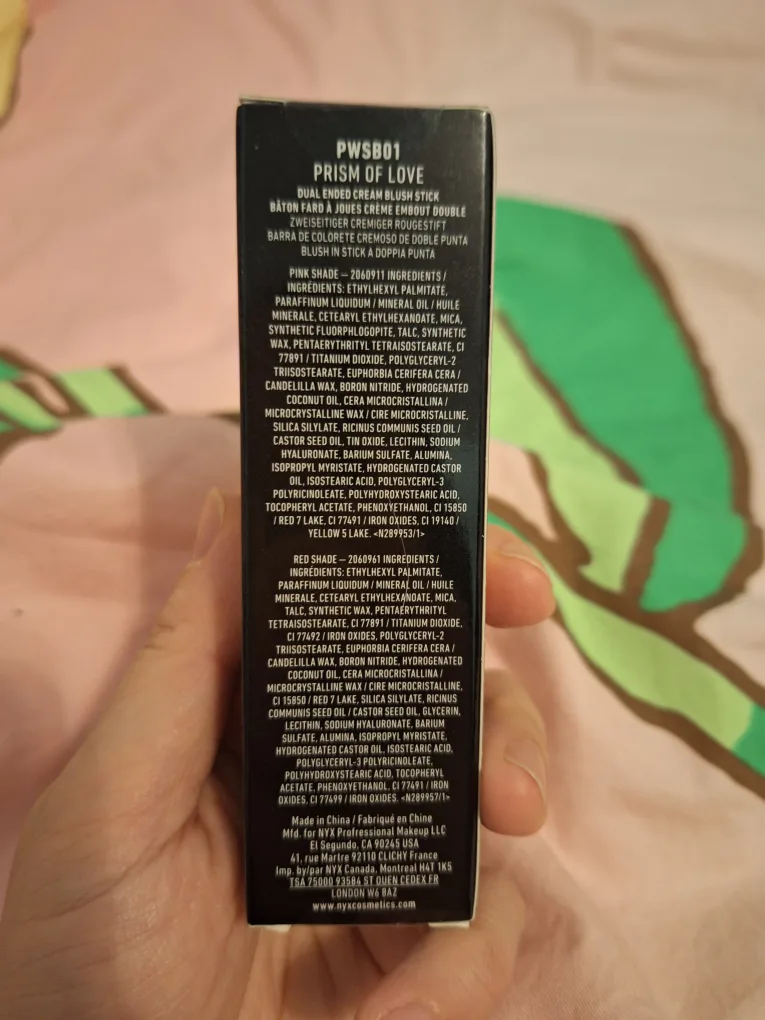 PWSB01
PRISM OF LOVE
DUAL ENDED CREAM BLUSH STICK
BÂTON FARD À JOUES CRÈME EMBOUT DOUBLE
ZWEISEITIGER CREMIGER ROUGESTIFT
BARRA DE COLORETE CREMOSO DE DOBLE PUNTA
BLUSH IN STICK A DOPPIA PUNTA
PINK SHADE – 2060911 INGREDIENTS /
INGRÉDIENTS: ETHYLHEXYL PALMITATE,
PARAFFINUM LIQUIDUM / MINERAL OIL / HUILE
MINERALE, CETEARYL ETHYLHEXANOATE, MICA,
SYNTHETIC FLUORPHLOGOPITE, TALC, SYNTHETIC
WAX, PENTAERYTHRITYL TETRAISOSTEARATE, CI
77891 / TITANIUM DIOXIDE, POLYGLYCERYL-2
TRIISOSTEARATE, EUPHORBIA CERIFERA CERA /
CANDELILLA WAX, BORON NITRIDE, HYDROGENATED
COCONUT OIL, CERA MICROCRISTALLINA /
MICROCRYSTALLINE WAX / CIRE MICROCRISTALLINE,
SILICA SILYLATE, RICINUS COMMUNIS SEED OIL /
CASTOR SEED OIL, TIN OXIDE, LECITHIN, SODIUM
HYALURONATE, BARIUM SULFATE, ALUMINA,
ISOPROPYL MYRISTATE, HYDROGENATED CASTOR
OIL, ISOSTEARIC ACID, POLYGLYCERYL-3
POLYRICINOLEATE, POLYHYDROXYSTEARIC ACID,
TOCOPHERYL ACETATE, PHENOXYETHANOL, CI 15850
/ RED 7 LAKE, CI 77491 / IRON OXIDES, CI 19140 /
YELLOW 5 LAKE. <N289953/1>
RED SHADE – 2060961 INGREDIENTS /
INGRÉDIENTS: ETHYLHEXYL PALMITATE,
PARAFFINUM LIQUIDUM / MINERAL OIL / HUILE
MINERALE, CETEARYL ETHYLHEXANOATE, MICA,
TALC, SYNTHETIC WAX, PENTAERYTHRITYL
TETRAISOSTEARATE, CI 77891 / TITANIUM DIOXIDE,
CI 77492 / IRON OXIDES, POLYGLYCERYL-2
TRIISOSTEARATE, EUPHORBIA CERIFERA CERA /
CANDELILLA WAX, BORON NITRIDE, HYDROGENATED
COCONUT OIL, CERA MICROCRISTALLINA /
MICROCRYSTALLINE WAX / CIRE MICROCRISTALLINE,
CI 15850 / RED 7 LAKE, SILICA SILYLATE, RICINUS
COMMUNIS SEED OIL / CASTOR SEED OIL, GLYCERIN,
LECITHIN, SODIUM HYALURONATE, BARIUM
SULFATE, ALUMINA, ISOPROPYL MYRISTATE,
HYDROGENATED CASTOR OIL, ISOSTEARIC ACID,
POLYGLYCERYL-3 POLYRICINOLEATE,
POLYHYDROXYSTEARIC ACID, TOCOPHERYL
ACETATE, PHENOXYETHANOL. CI 77491 / IRON
OXIDES, CI 77499 / IRON OXIDES. <N289957/1>
Made in China / Fabriqué en Chine
Mfd. for NYX Professional Makeup LLC
El Segundo, CA 90245 USA
41, rue Martre 92110 CLICHY France
Imp. by/par NYX Canada, Montreal H4T 1K5
TSA 75000 93584 ST OUEN CEDEX FR
LONDON W6 8AZ
www.nyxcosmetics.com